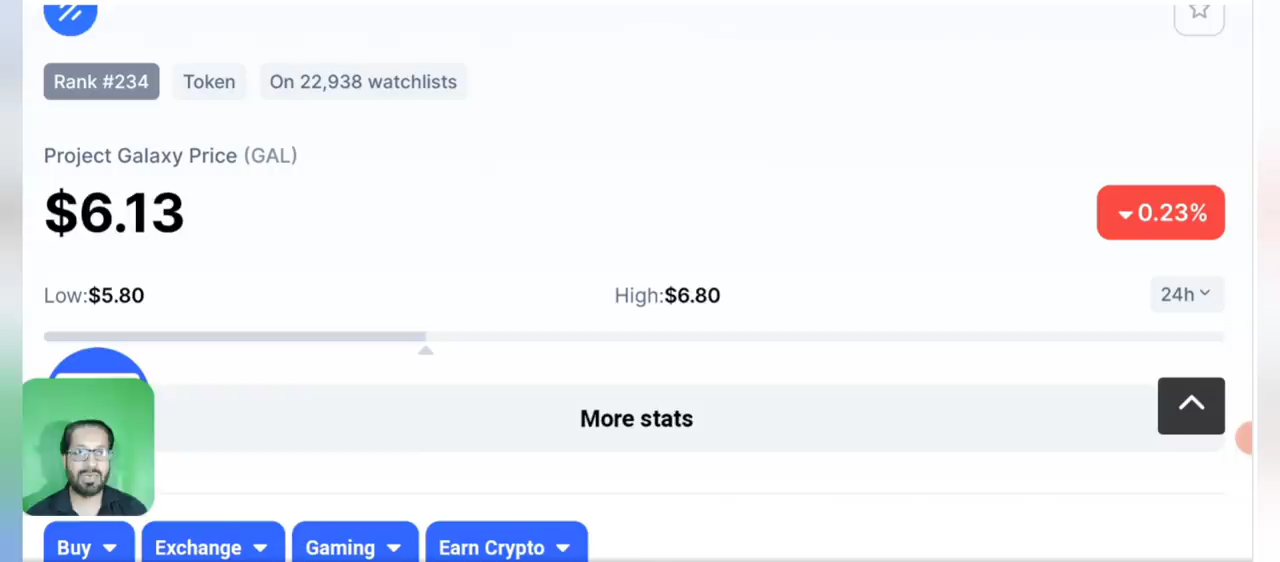 Rank #234 Token On 22,938 watchlists
Project Galaxy Price (GAL)
$6.13 0.23%
Low:$5.80 High:$6.80 24h
More stats
Buy Exchange Gaming Earn Crypto